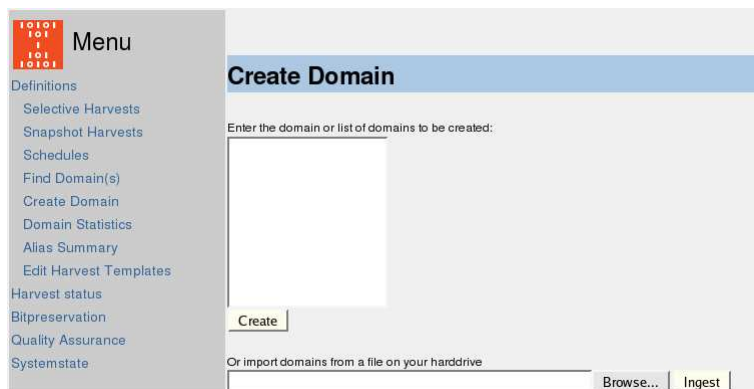 10101
101
1
101
10101
Menu
Definitions
Selective Harvests
Snapshot Harvests
Schedules
Find Domain(s)
Create Domain
Domain Statistics
Alias Summary
Edit Harvest Templates
Harvest status
Bitpreservation
Quality Assurance
Systemstate
Create Domain
Enter the domain or list of domains to be created:
Create
Or import domains from a file on your harddrive
Browse... Ingest